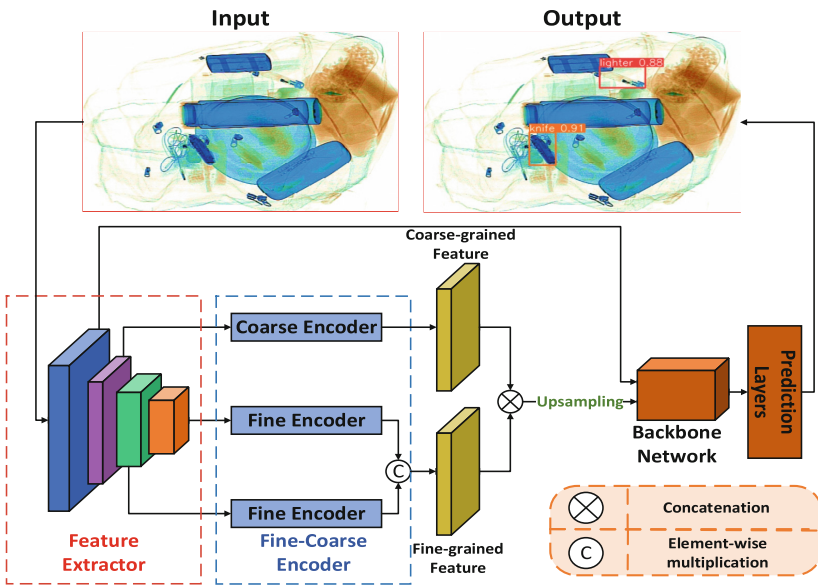 Input
Output
lighter 0.88
knife 0.91
Coarse-grained
Feature
Coarse Encoder
Fine Encoder
Fine Encoder
C
Upsampling
Backbone
Network
Prediction
Layers
Feature
Extractor
Fine-Coarse
Encoder
Fine-grained
Feature
Concatenation
C
Element-wise
multiplication